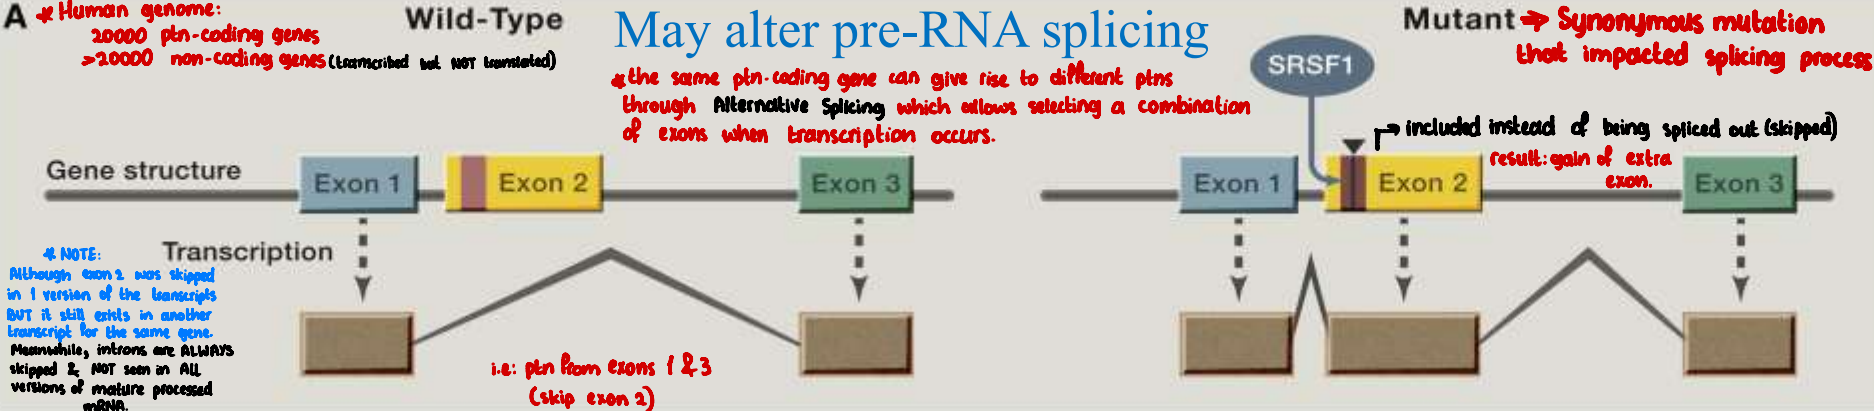 A
* Human genome:
20000 ptn-coding genes
>20000 non-coding genes (transcribed but NOT translated)
Wild-Type
May alter pre-RNA splicing
* the same ptn-coding gene can give rise to different ptns
through Alternative Splicing which allows selecting a combination
of exons when transcription occurs.
Mutant → Synonymous mutation
that impacted splicing process
SRSF1
→ included instead of being spliced out (skipped)
result: gain of extra
exon.
Gene structure
Exon 1
Exon 2
Exon 3
Exon 1
Exon 2
Exon 3
Transcription
* NOTE:
Although exon 2 was skipped
in 1 version of the transcripts
BUT it still exists in another
transcript for the same gene.
Meanwhile, introns are ALWAYS
skipped & NOT seen in ALL
versions of mature processed
mRNA.
i.e: ptn from exons 1 & 3
(skip exon 2)